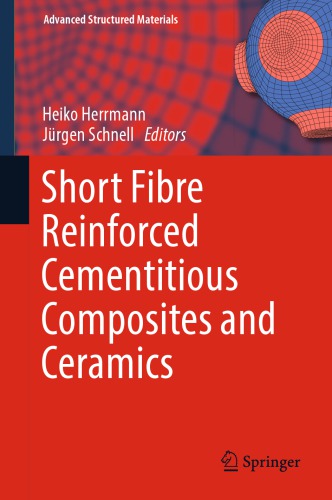 Advanced Structured Materials
Heiko Herrmann
Jürgen Schnell Editors
Short Fibre
Reinforced
Cementitious
Composites and
Ceramics
Springer